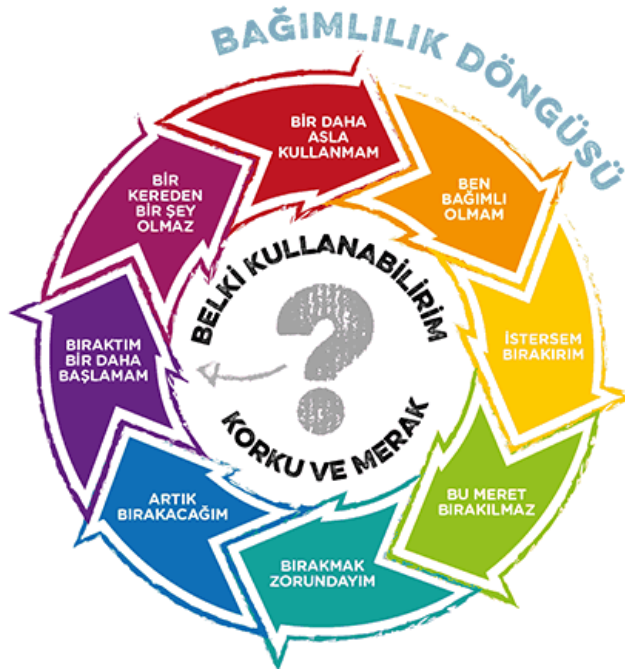 BAĞIMLILIK DÖNGÜSÜ
BİR DAHA
ASLA
KULLANMAM
BEN
BAĞIMLI
OLMAM
İSTERSEM
BIRAKIRIM
BU MERET
BIRAKILMAZ
BIRAKMAK
ZORUNDAYIM
ARTIK
BIRAKACAĞIM
BIRAKTIM
BİR DAHA
BAŞLAMAM
BİR
KEREDEN
BİR ŞEY
OLMAZ
BELKİ KULLANABİLİRİM
?
KORKU VE MERAK